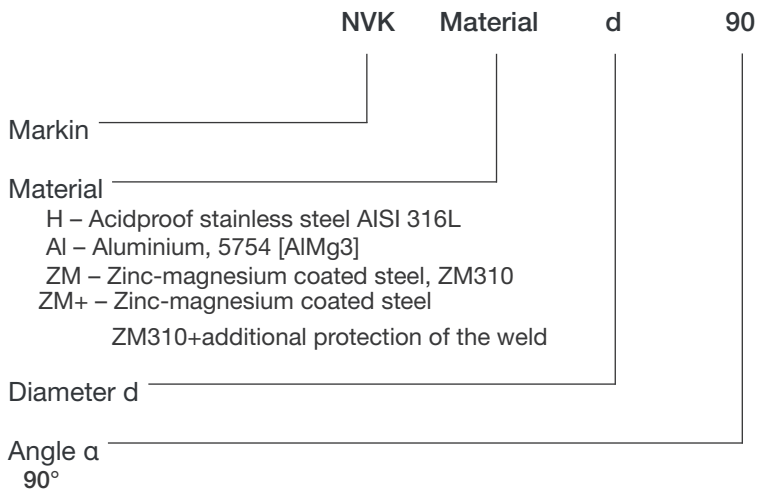 NVK Material d 90
Markin
Material
H – Acidproof stainless steel AISI 316L
Al – Aluminium, 5754 [AlMg3]
ZM – Zinc-magnesium coated steel, ZM310
ZM+ – Zinc-magnesium coated steel
ZM310+additional protection of the weld
Diameter d
Angle α
90°